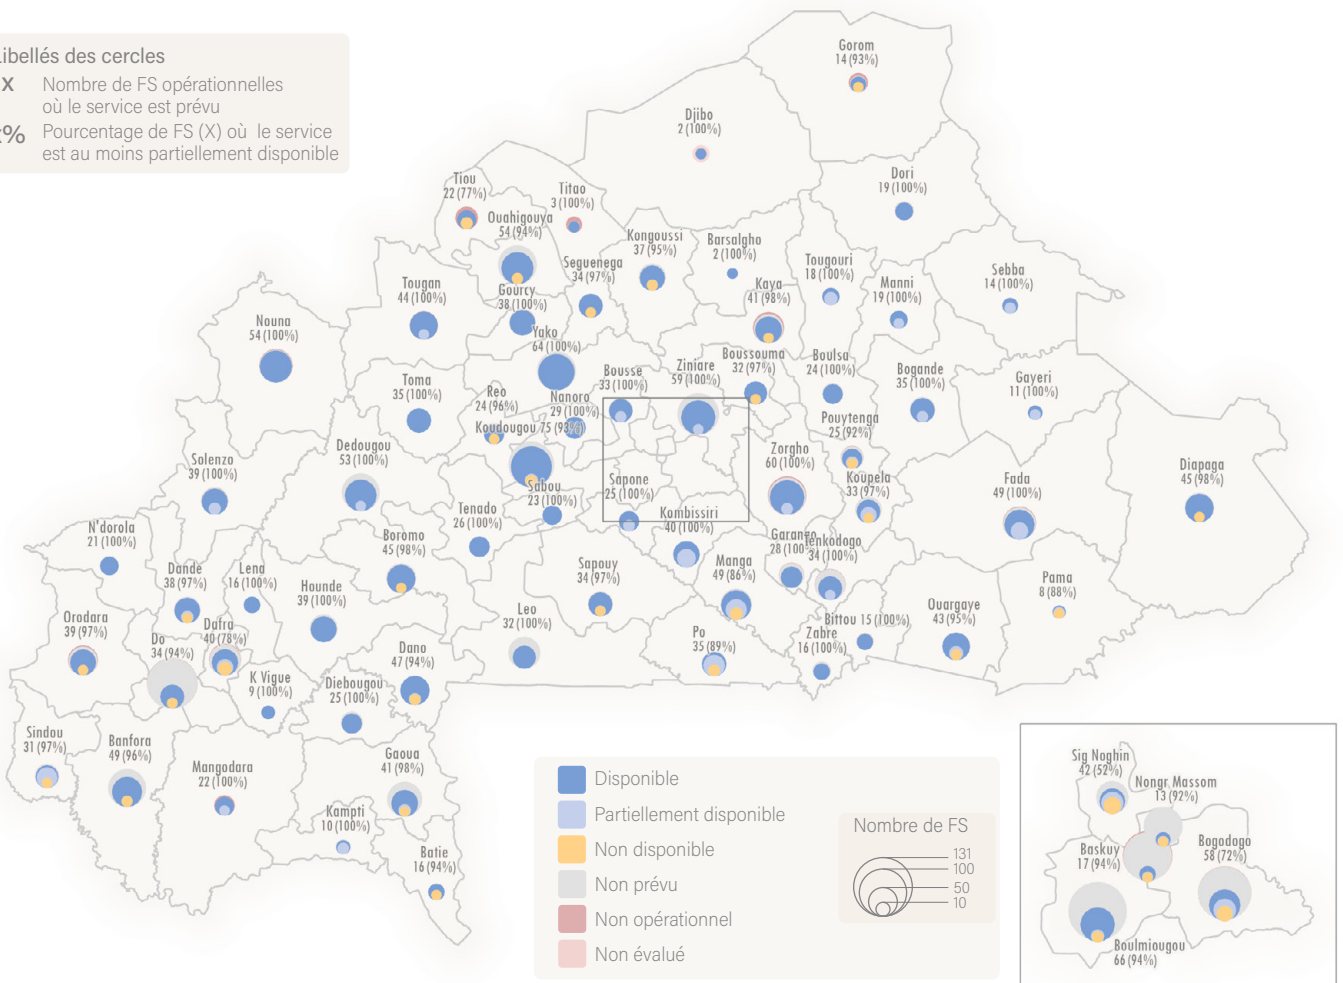 Libellés des cercles
X Nombre de FS opérationnelles
où le service est prévu
% Pourcentage de FS (X) où le service
est au moins partiellement disponible
Gorom
14 (93%)
Djibo
2 (100%)
Dori
19 (100%)
Tiou
22 (77%)
Titao
3 (100%)
Ouahigouya
54 (94%)
Kongoussi
37 (95%)
Barsalgho
2 (100%)
Tougouri
18 (100%)
Sebba
14 (100%)
Seguenega
34 (97%)
Manni
19 (100%)
Tougan
44 (100%)
Gourcy
38 (100%)
Kaya
41 (98%)
Nouna
54 (100%)
Yako
64 (100%)
Boussouma
32 (97%)
Boulsa
24 (100%)
Ziniare
59 (100%)
Bousse
33 (100%)
Bogande
35 (100%)
Gayeri
11 (100%)
Toma
35 (100%)
Reo
24 (96%)
Nanoro
29 (100%)
Koudougou 75 (93%)
Pouytenga
25 (92%)
Dedougou
53 (100%)
Solenzo
39 (100%)
Zorgho
60 (100%)
Koupela
33 (97%)
Fada
49 (100%)
Diapaga
45 (98%)
Sabou
23 (100%)
Sapone
25 (100%)
Tenado
26 (100%)
Kombissiri
40 (100%)
N'dorola
21 (100%)
Boromo
45 (98%)
Garango
28 (100%)
Tenkodogo
34 (100%)
Dande
38 (97%)
Lena
16 (100%)
Hounde
39 (100%)
Sapouy
34 (97%)
Manga
49 (86%)
Pama
8 (88%)
Orodara
39 (97%)
Do
34 (94%)
Dafra
40 (78%)
Leo
32 (100%)
Bittou 15 (100%)
Ouargaye
43 (95%)
Dano
47 (94%)
Po
35 (89%)
Zabre
16 (100%)
K Vigue
9 (100%)
Diebougou
25 (100%)
Sindou
31 (97%)
Banfora
49 (96%)
Mangodara
22 (100%)
Gaoua
41 (98%)
Kampti
10 (100%)
Batie
16 (94%)
Disponible
Partiellement disponible
Non disponible
Non prévu
Non opérationnel
Non évalué
Nombre de FS
131
100
50
10
Sig Noghin
42 (52%)
Nongr Massom
13 (92%)
Baskuy
17 (94%)
Bogodogo
58 (72%)
Boulmiougou
66 (94%)